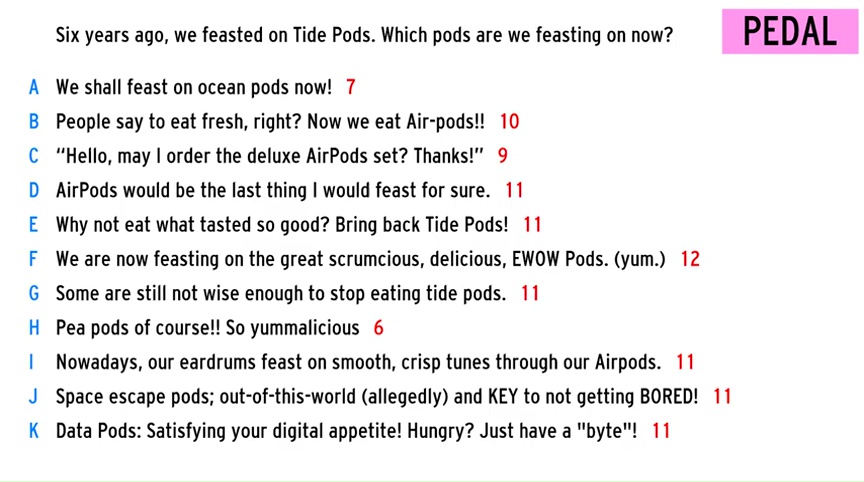 Six years ago, we feasted on Tide Pods. Which pods are we feasting on now?
PEDAL
A We shall feast on ocean pods now! 7
B People say to eat fresh, right? Now we eat Air-pods!! 10
C “Hello, may I order the deluxe AirPods set? Thanks!” 9
D AirPods would be the last thing I would feast for sure. 11
E Why not eat what tasted so good? Bring back Tide Pods! 11
F We are now feasting on the great scrumcious, delicious, EWOW Pods. (yum.) 12
G Some are still not wise enough to stop eating tide pods. 11
H Pea pods of course!! So yummalicious 6
I Nowadays, our eardrums feast on smooth, crisp tunes through our Airpods. 11
J Space escape pods; out-of-this-world (allegedly) and KEY to not getting BORED! 11
K Data Pods: Satisfying your digital appetite! Hungry? Just have a "byte"! 11